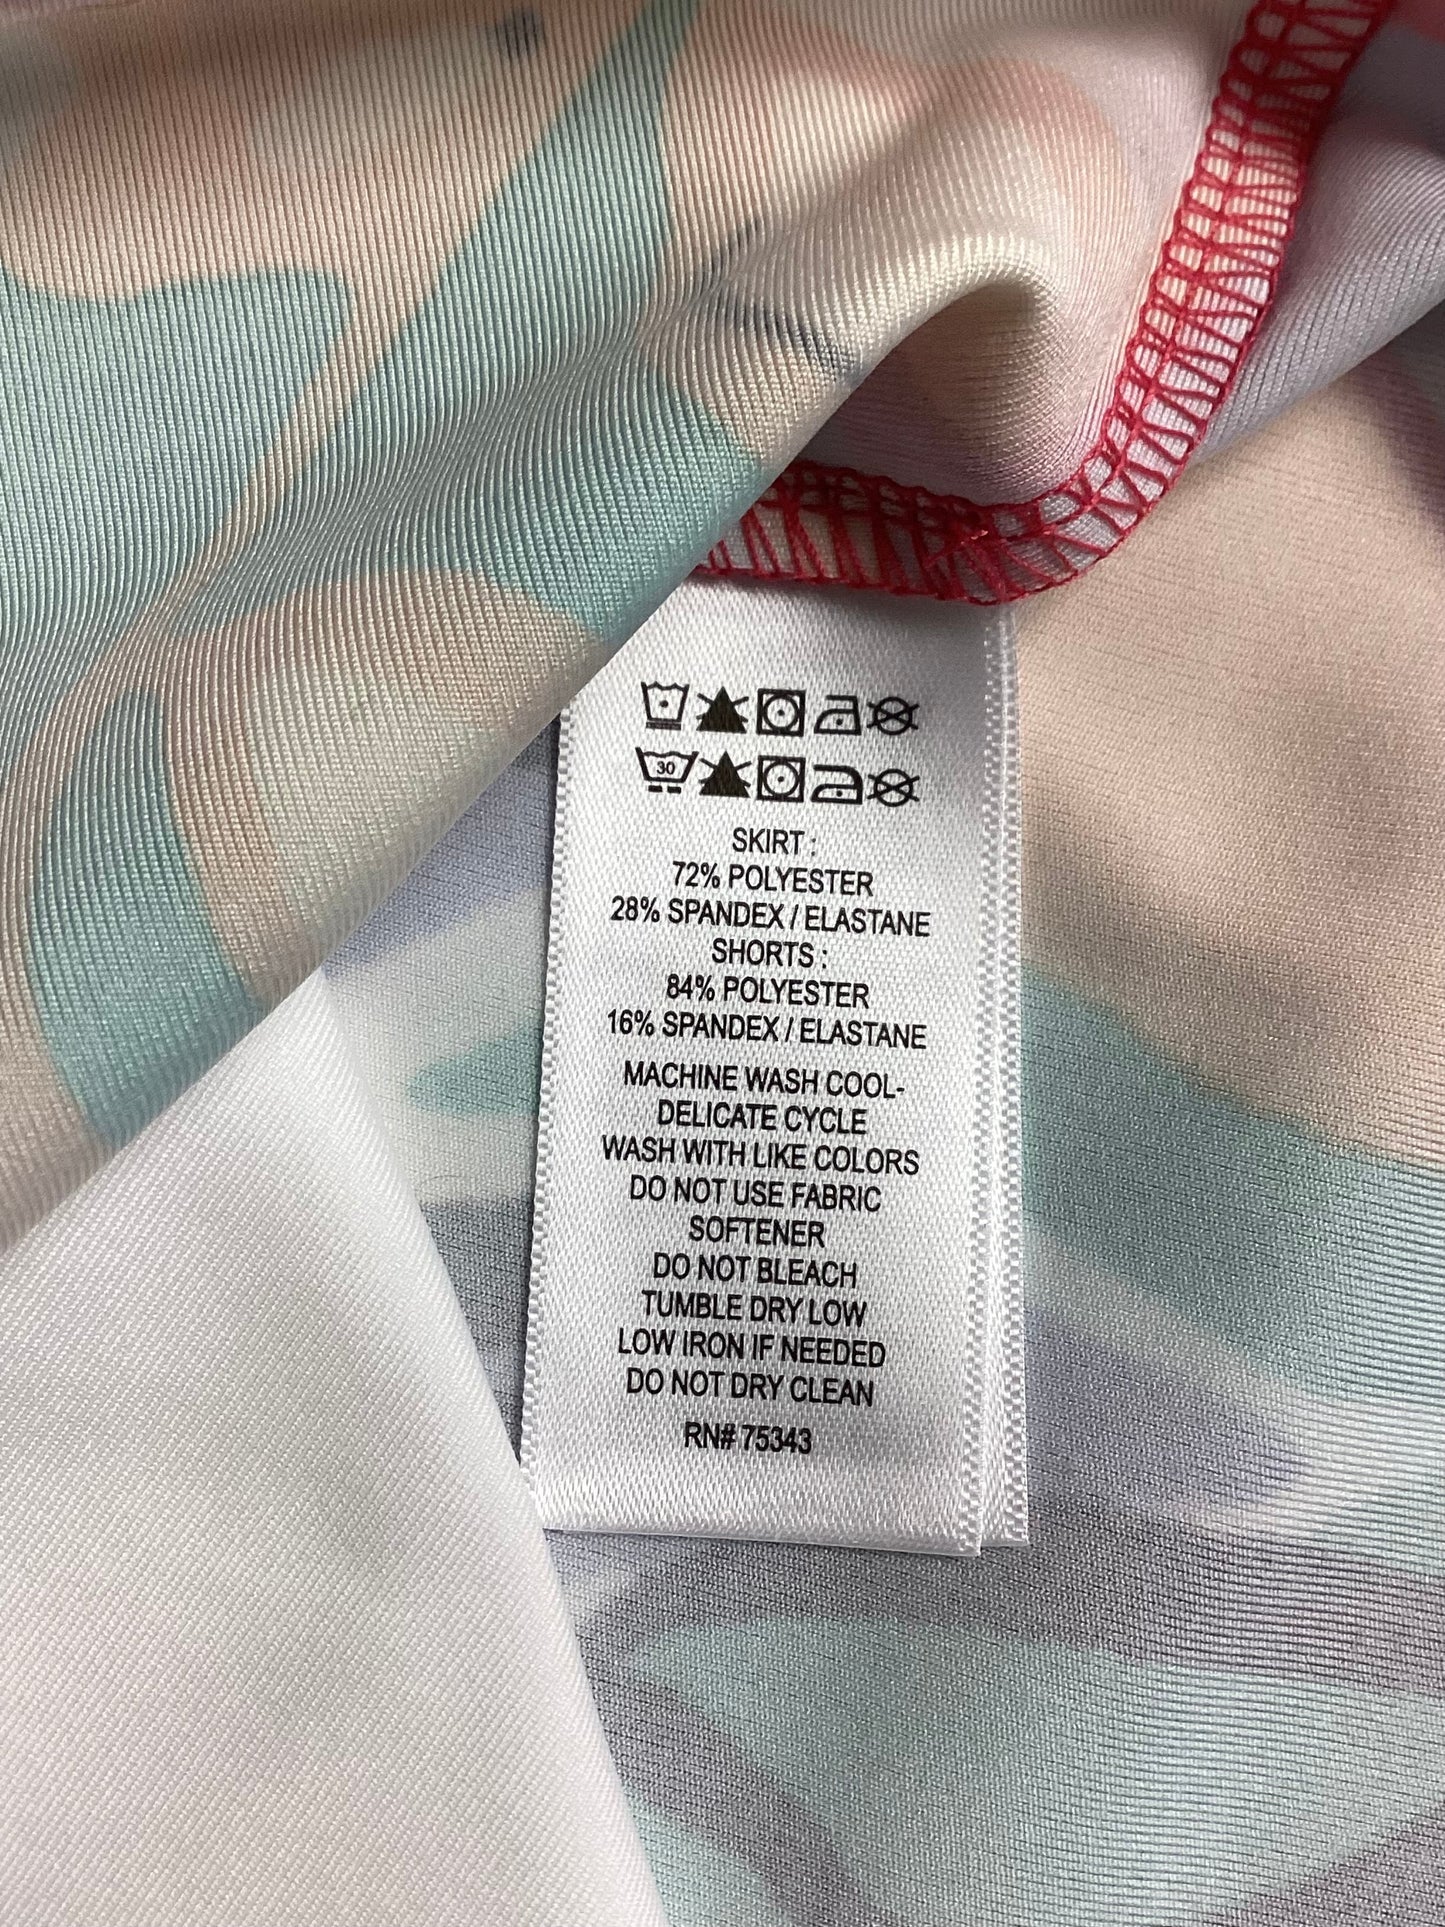 30
SKIRT :
72% POLYESTER
28% SPANDEX / ELASTANE
SHORTS :
84% POLYESTER
16% SPANDEX / ELASTANE
MACHINE WASH COOL-
DELICATE CYCLE
WASH WITH LIKE COLORS
DO NOT USE FABRIC
SOFTENER
DO NOT BLEACH
TUMBLE DRY LOW
LOW IRON IF NEEDED
DO NOT DRY CLEAN
RN# 75343